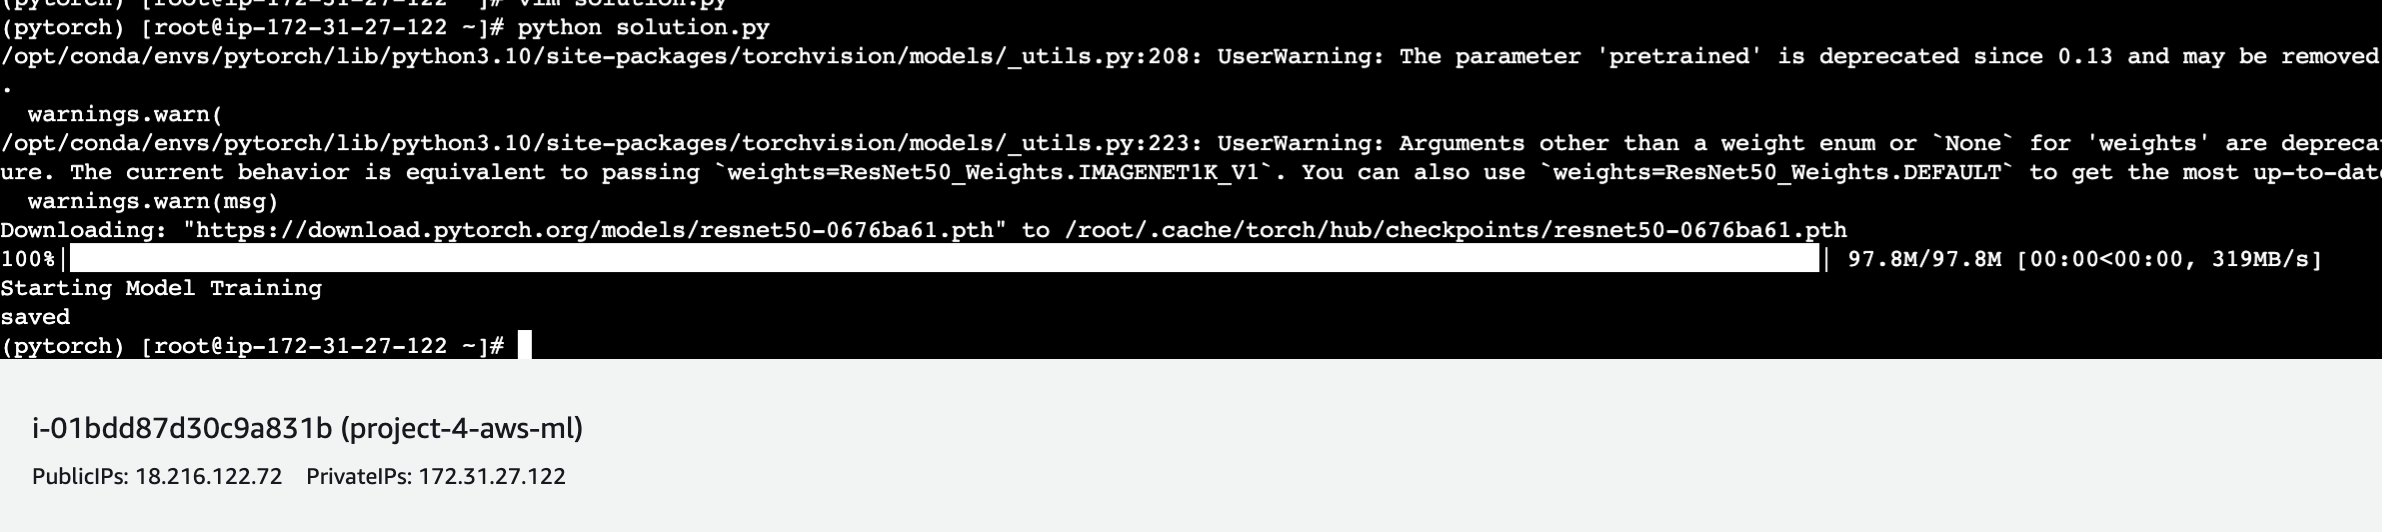 (pytorch) [root@ip-172-31-27-122 ~]# vim solution.py
(pytorch) [root@ip-172-31-27-122 ~]# python solution.py
/opt/conda/envs/pytorch/lib/python3.10/site-packages/torchvision/models/_utils.py:208: UserWarning: The parameter 'pretrained' is deprecated since 0.13 and may be removed
.
  warnings.warn(
/opt/conda/envs/pytorch/lib/python3.10/site-packages/torchvision/models/_utils.py:223: UserWarning: Arguments other than a weight enum or `None` for 'weights' are depreca
ure. The current behavior is equivalent to passing `weights=ResNet50_Weights.IMAGENET1K_V1`. You can also use `weights=ResNet50_Weights.DEFAULT` to get the most up-to-dat
  warnings.warn(msg)
Downloading: "https://download.pytorch.org/models/resnet50-0676ba61.pth" to /root/.cache/torch/hub/checkpoints/resnet50-0676ba61.pth
100%| | 97.8M/97.8M [00:00<00:00, 319MB/s]
Starting Model Training
saved
(pytorch) [root@ip-172-31-27-122 ~]#
i-01bdd87d30c9a831b (project-4-aws-ml)
PublicIPs: 18.216.122.72 PrivateIPs: 172.31.27.122